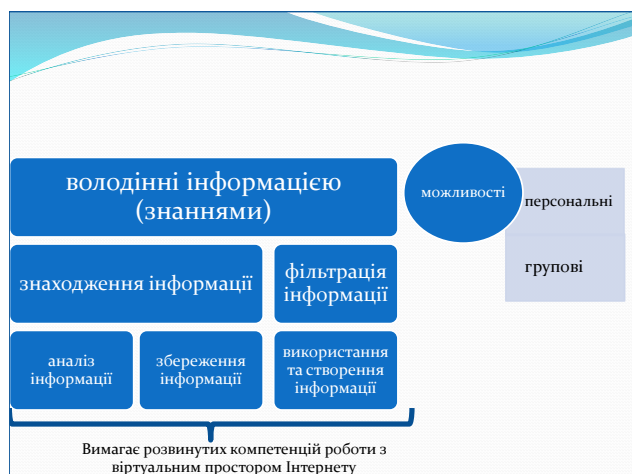 володінні інформацією
(знаннями)
можливості
персональні
групові
знаходження інформації
фільтрація
інформації
аналіз
інформації
збереження
інформації
використання
та створення
інформації
Вимагає розвинутих компетенцій роботи з
віртуальним простором Інтернету